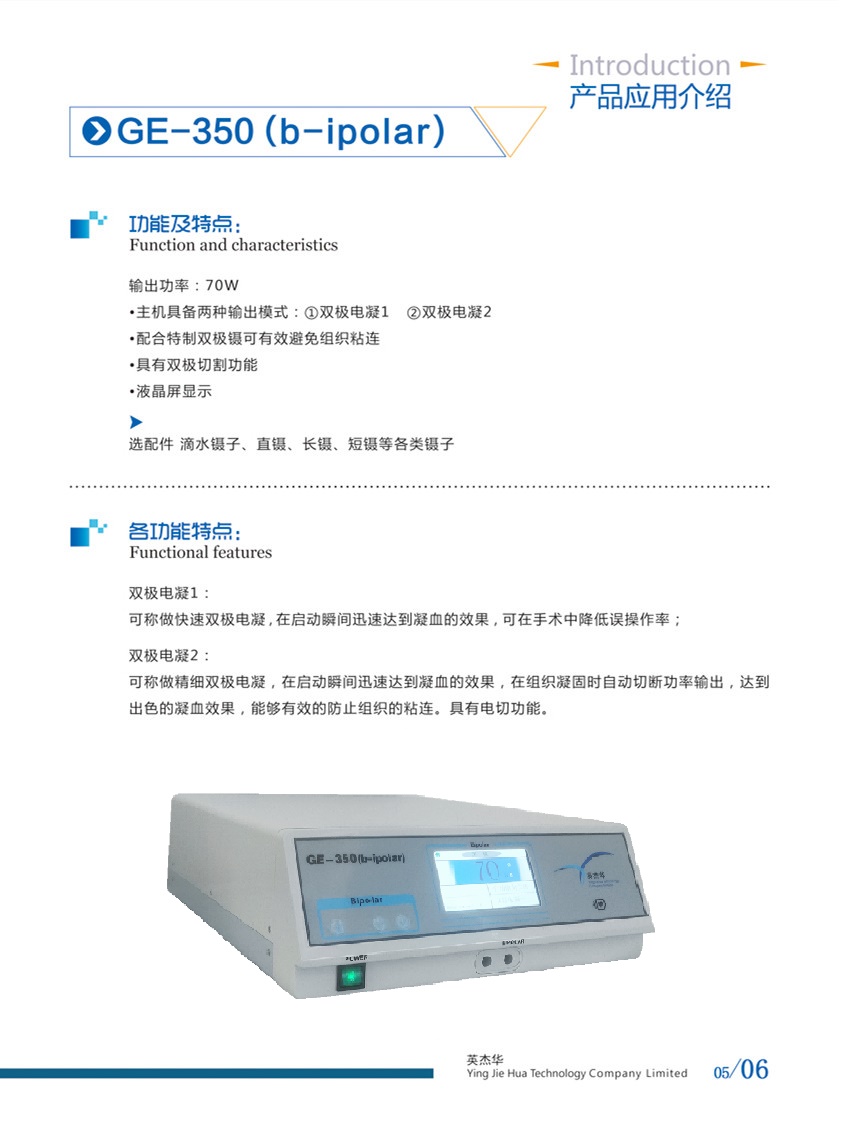 Introduction
产品应用介绍
GE-350 (b-ipolar)
功能及特点:
Function and characteristics
输出功率：70W
•主机具备两种输出模式：①双极电凝1 ②双极电凝2
•配合特制双极镊可有效避免组织粘连
•具有双极切割功能
•液晶屏显示
选配件 滴水镊子、直镊、长镊、短镊等各类镊子
各功能特点:
Functional features
双极电凝1：
可称做快速双极电凝，在启动瞬间迅速达到凝血的效果，可在手术中降低误操作率；
双极电凝2：
可称做精细双极电凝，在启动瞬间迅速达到凝血的效果，在组织凝固时自动切断功率输出，达到
出色的凝血效果，能够有效的防止组织的粘连。具有电切功能。
Bipolar
GE-350(b-ipolar)
70
英杰华
Bipolar
POWER
BIPOLAR
英杰华
Ying Jie Hua Technology Company Limited
05/06